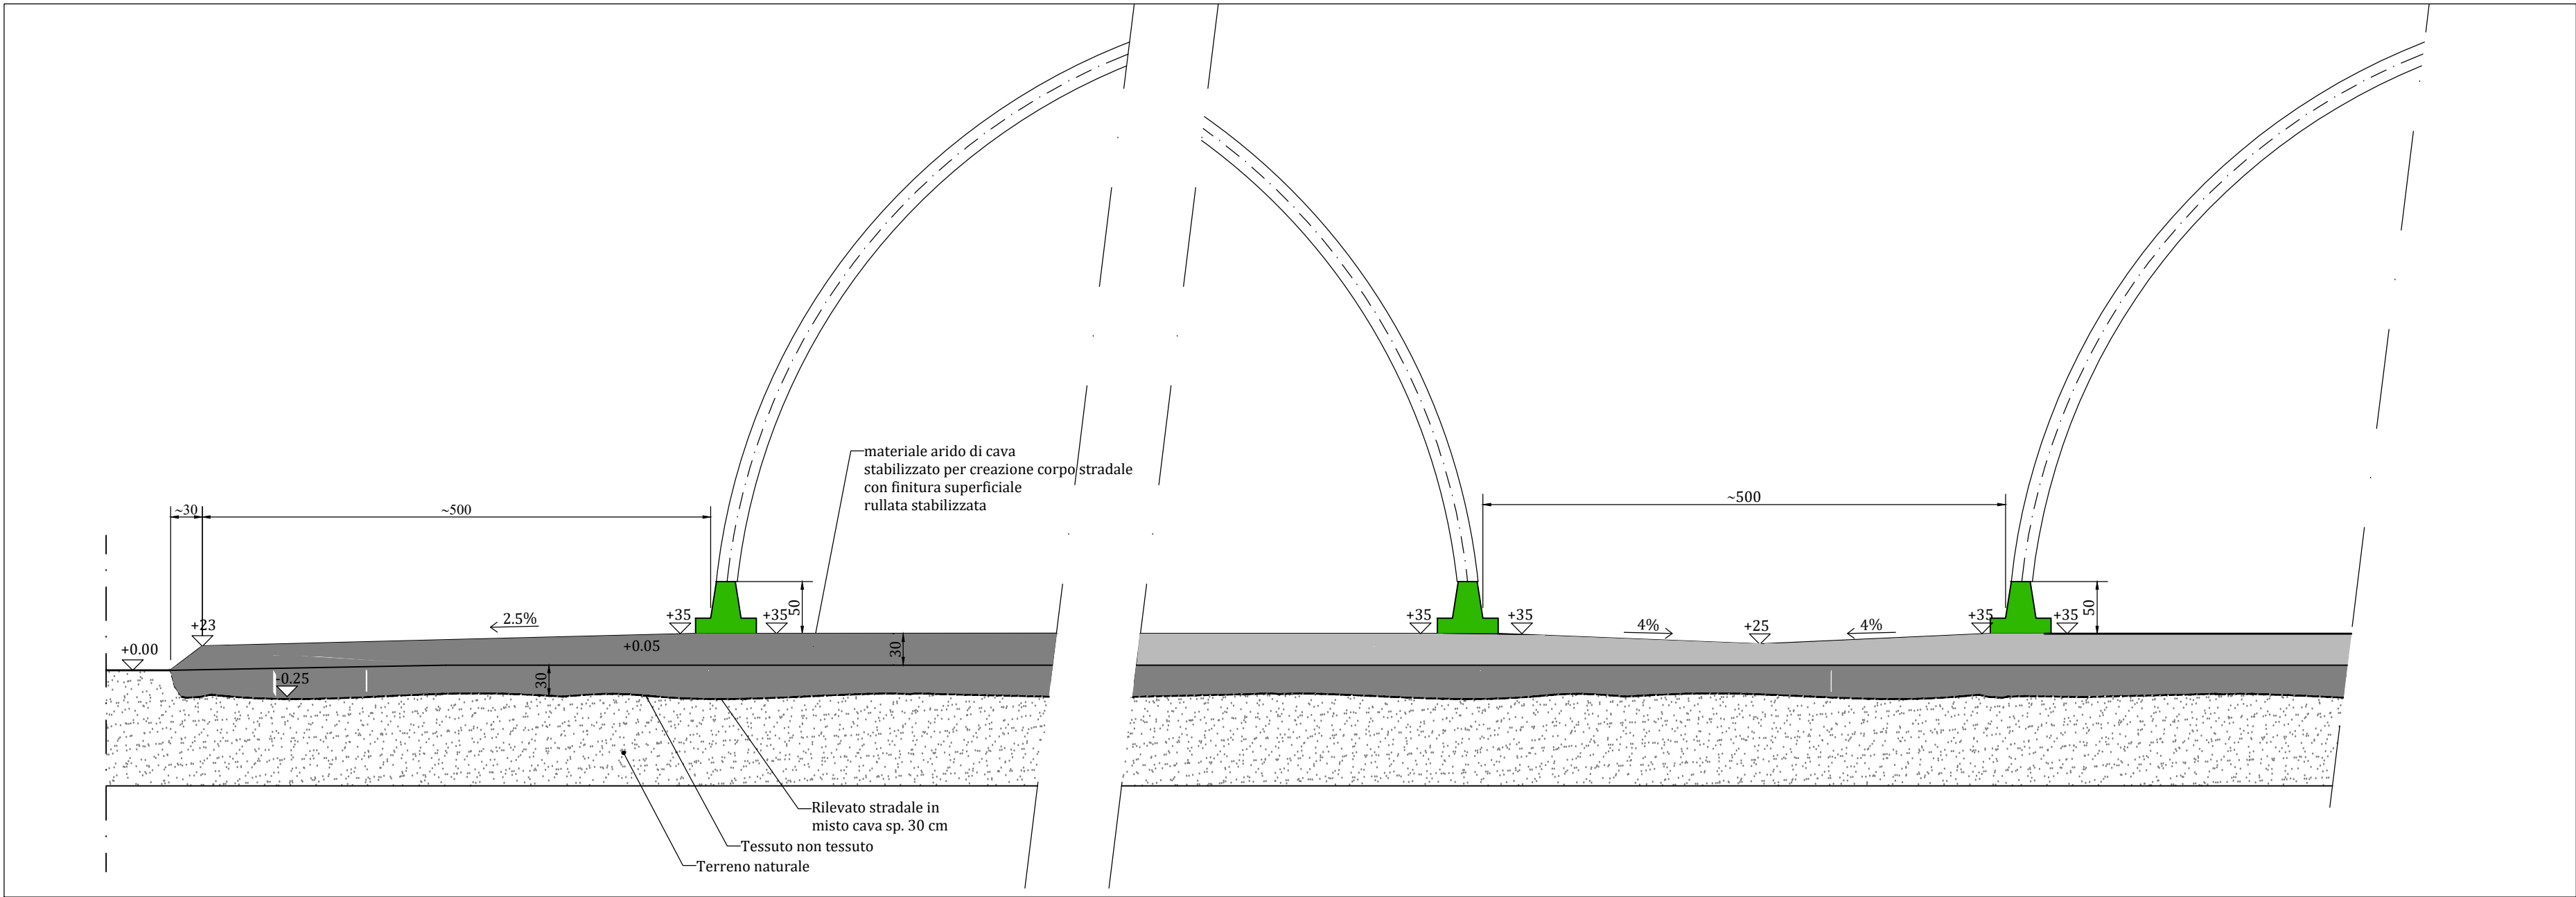 materiale arido di cava
stabilizzato per creazione corpo stradale
con finitura superficiale
rullata stabilizzata
~500
~30
~500
50
50
+35
+35
+35
+35
+35
+35
2.5%
4%
+25
4%
+23
+0.05
30
+0.00
-0.25
30
Rilevato stradale in
misto cava sp. 30 cm
Tessuto non tessuto
Terreno naturale